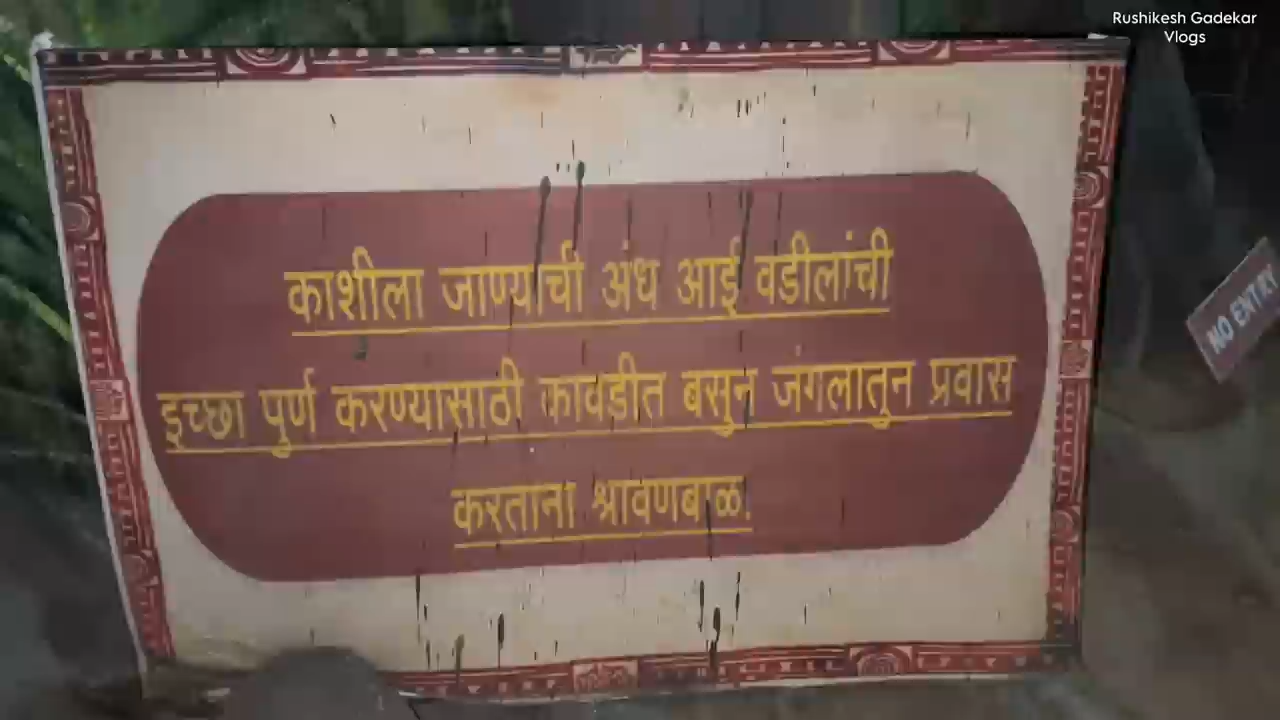 Rushikesh Gadekar
Vlogs
काशीला जाण्याची अंध आई वडीलांची
इच्छा पुर्ण करण्यासाठी कावडीत बसुन जंगलातुन प्रवास
करताना श्रावणबाळ.
NO ENTRY